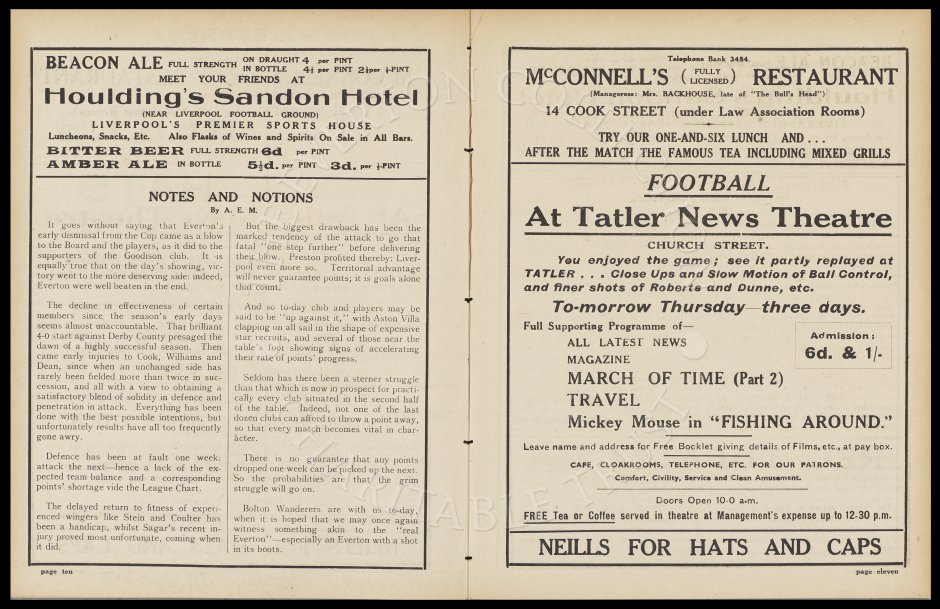 BEACON ALE FULL STRENGTH ON DRAUGHT 4 per PINT
IN BOTTLE 4½ per PINT 2½ per ½-PINT
MEET YOUR FRIENDS AT
Houlding's Sandon Hotel
(NEAR LIVERPOOL FOOTBALL GROUND)
LIVERPOOL'S PREMIER SPORTS HOUSE
Luncheons, Snacks, Etc. Also Flasks of Wines and Spirits On Sale in All Bars.
BITTER BEER FULL STRENGTH 6d per PINT
AMBER ALE IN BOTTLE 5½d. per PINT 3d. per ½-PINT
NOTES AND NOTIONS
By A. E. M.
It goes without saying that Everton's
early dismissal from the Cup came as a blow
to the Board and the players, as it did to the
supporters of the Goodison club. It is
equally true that on the day's showing, vic-
tory went to the more deserving side: indeed,
Everton were well beaten in the end.
The decline in effectiveness of certain
members since the season's early days
seems almost unaccountable. That brilliant
4-0 start against Derby County presaged the
dawn of a highly successful season. Then
came early injuries to Cook, Williams and
Dean, since when an unchanged side has
rarely been fielded more than twice in suc-
cession, and all with a view to obtaining a
satisfactory blend of solidity in defence and
penetration in attack. Everything has been
done with the best possible intentions, but
unfortunately results have all too frequently
gone awry.
Defence has been at fault one week:
attack the next—hence a lack of the ex-
pected team balance and a corresponding
points' shortage vide the League Chart.
The delayed return to fitness of experi-
enced wingers like Stein and Coulter has
been a handicap, whilst Sagar's recent in-
jury proved most unfortunate, coming when
it did.
But the biggest drawback has been the
marked tendency of the attack to go that
fatal "one step further" before delivering
their blow. Preston profited thereby: Liver-
pool even more so. Territorial advantage
will never guarantee points; it is goals alone
that count.
And so to-day club and players may be
said to be "up against it," with Aston Villa
clapping on all sail in the shape of expensive
star recruits, and several of those near the
table's foot showing signs of accelerating
their rate of points' progress.
Seldom has there been a sterner struggle
than that which is now in prospect for practi-
cally every club situated in the second half
of the table. Indeed, not one of the last
dozen clubs can afford to throw a point away,
so that every match becomes vital in char-
acter.
There is no guarantee that any points
dropped one week can be picked up the next.
So the probabilities are that the grim
struggle will go on.
Bolton Wanderers are with us to-day,
when it is hoped that we may once again
witness something akin to the "real
Everton"—especially an Everton with a shot
in its boots.
page ten
Telephone Bank 3484.
McCONNELL'S (FULLY LICENSED) RESTAURANT
(Manageress: Mrs. BACKHOUSE, late of "The Bull's Head")
14 COOK STREET (under Law Association Rooms)
TRY OUR ONE-AND-SIX LUNCH AND . . .
AFTER THE MATCH THE FAMOUS TEA INCLUDING MIXED GRILLS
FOOTBALL
At Tatler News Theatre
CHURCH STREET.
You enjoyed the game; see it partly replayed at
TATLER . . . Close Ups and Slow Motion of Ball Control,
and finer shots of Roberts and Dunne, etc.
To-morrow Thursday—three days.
Full Supporting Programme of—
ALL LATEST NEWS
MAGAZINE
MARCH OF TIME (Part 2)
TRAVEL
Mickey Mouse in "FISHING AROUND."
Admission:
6d. & 1/-
Leave name and address for Free Booklet giving details of Films, etc., at pay box.
CAFE, CLOAKROOMS, TELEPHONE, ETC. FOR OUR PATRONS.
Comfort, Civility, Service and Clean Amusement.
Doors Open 10-0 a.m.
FREE Tea or Coffee served in theatre at Management's expense up to 12-30 p.m.
NEILLS FOR HATS AND CAPS
page eleven